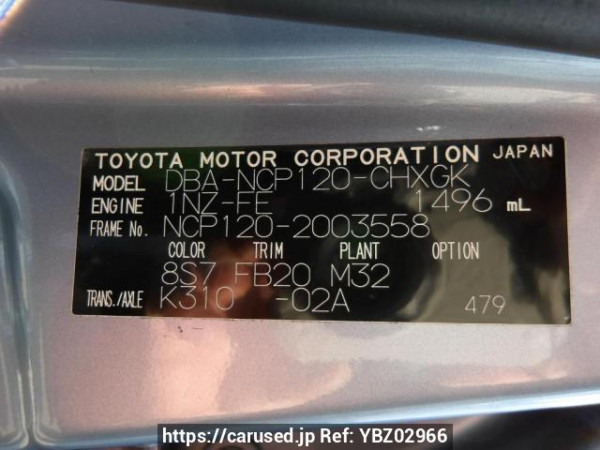 TOYOTA MOTOR CORPORATION JAPAN
MODEL DBA-NCP120-CHXGK
ENGINE 1NZ-FE 1496 mL
FRAME No. NCP120-2003558
COLOR TRIM PLANT OPTION
8S7 FB20 M32
TRANS./AXLE K310 -02A 479
https://carused.jp Ref: YBZ02966